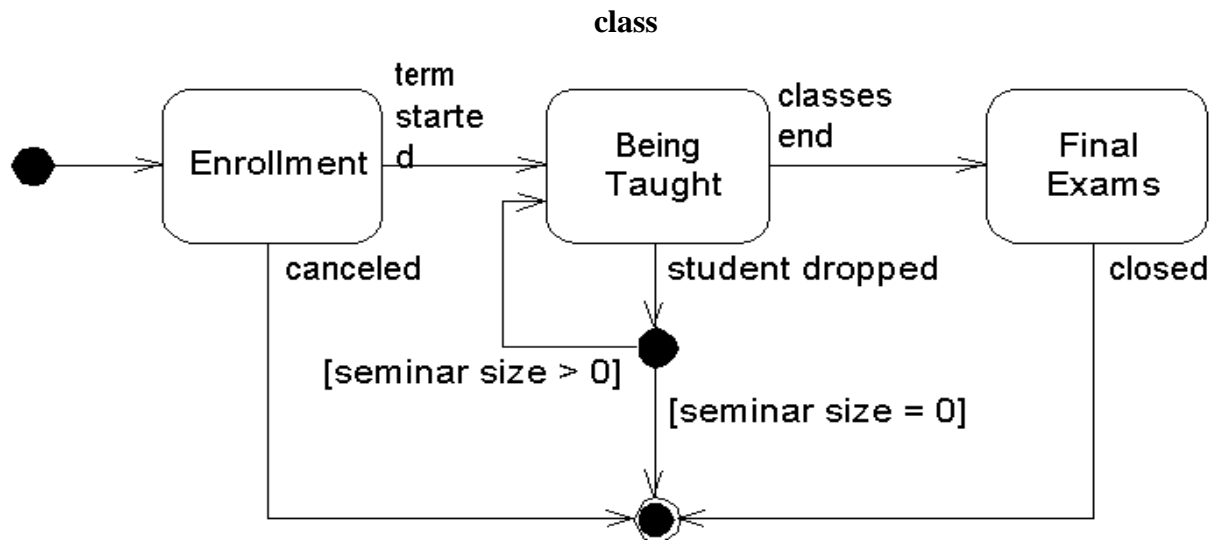 class
term
starte
d
classes
end
Enrollment
Being
Taught
Final
Exams
canceled
student dropped
closed
[seminar size > 0]
[seminar size = 0]